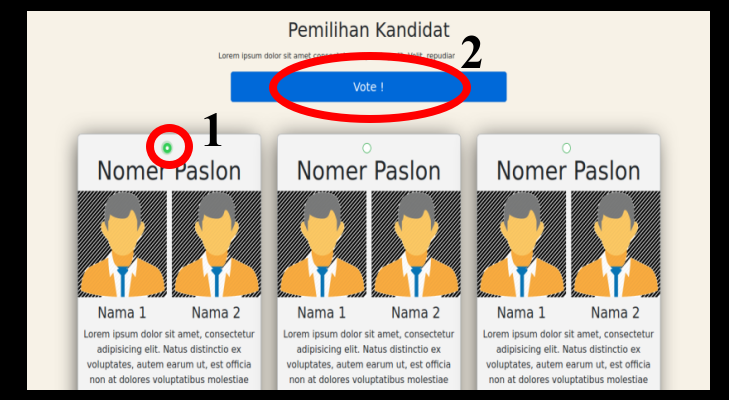 Pemilihan Kandidat
Lorem ipsum dolor sit amet repudiar
2
Vote !
1
Nomer Paslon
Nomer Paslon
Nomer Paslon
Nama 1 Nama 2
Nama 1 Nama 2
Nama 1 Nama 2
Lorem ipsum dolor sit amet, consectetur
adipisicing elit. Natus distinctio ex
voluptates, autem earum ut, est officia
non at dolores voluptatibus molestiae
Lorem ipsum dolor sit amet, consectetur
adipisicing elit. Natus distinctio ex
voluptates, autem earum ut, est officia
non at dolores voluptatibus molestiae
Lorem ipsum dolor sit amet, consectetur
adipisicing elit. Natus distinctio ex
voluptates, autem earum ut, est officia
non at dolores voluptatibus molestiae